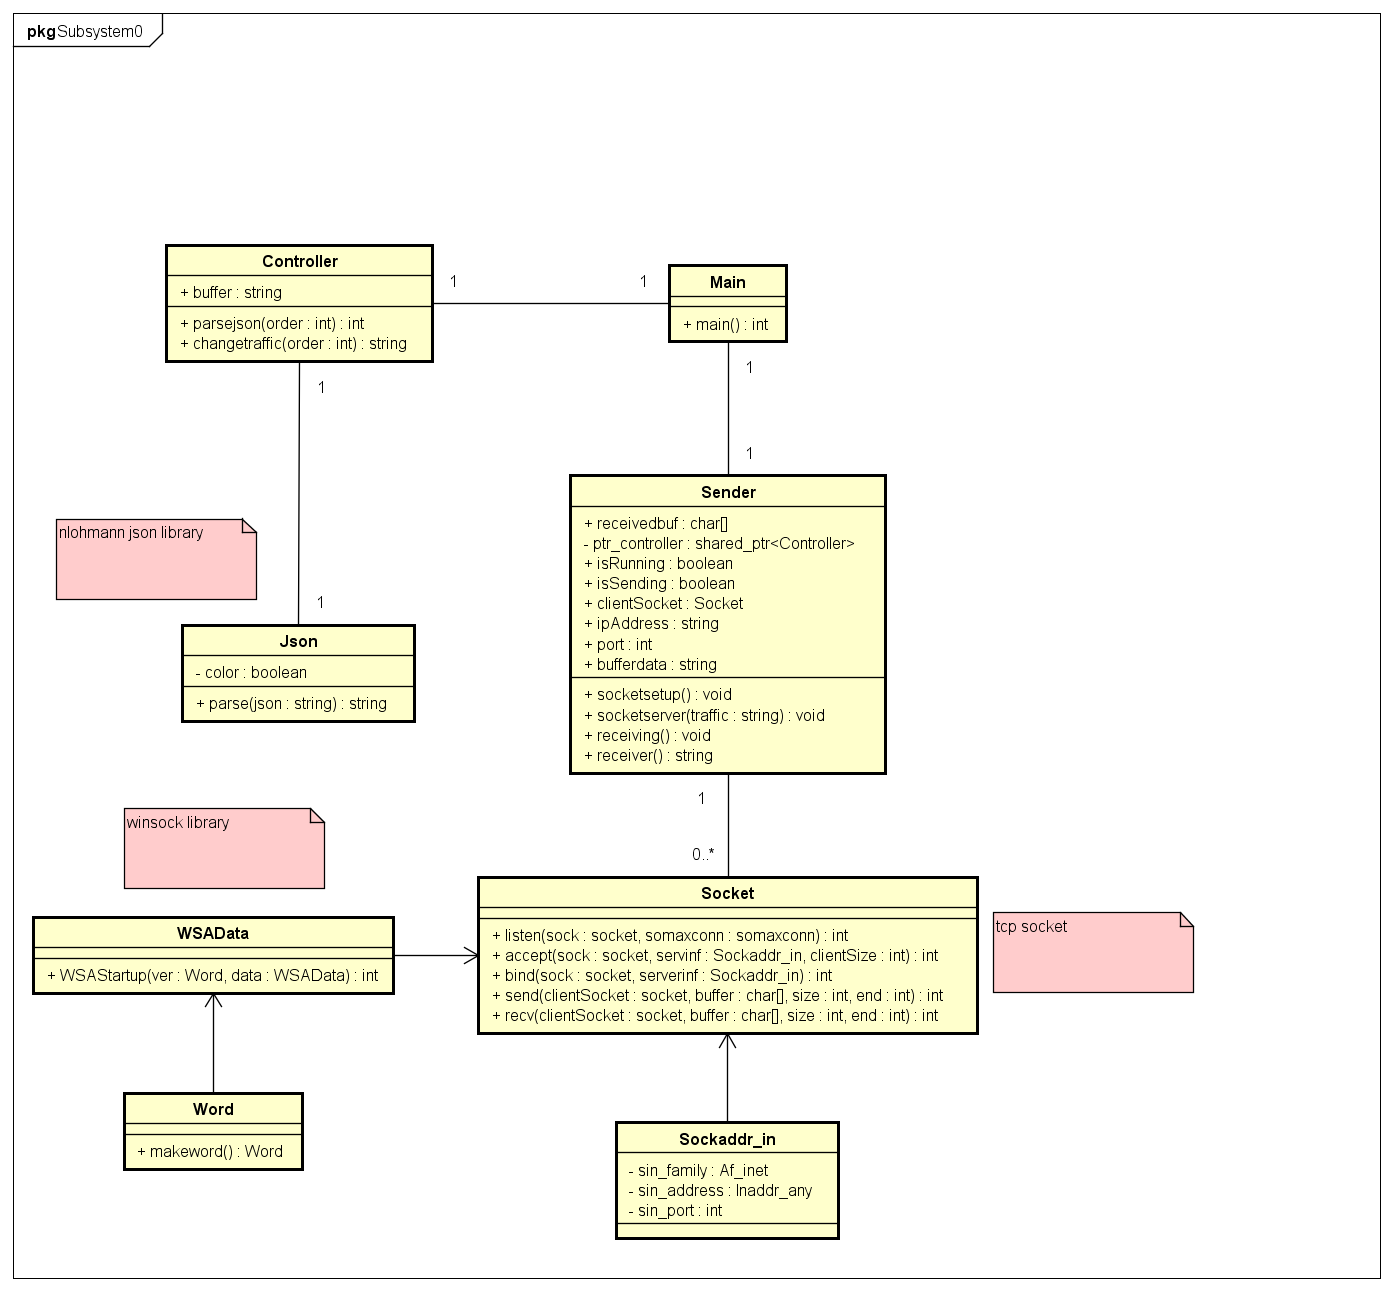 pkg Subsystem0
Controller
+ buffer : string
+ parsejson(order : int) : int
+ changetraffic(order : int) : string
1
1
Main
+ main() : int
1
1
1
Sender
+ receivedbuf : char[]
- ptr_controller : shared_ptr<Controller>
+ isRunning : boolean
+ isSending : boolean
+ clientSocket : Socket
+ ipAddress : string
+ port : int
+ bufferdata : string
+ socketsetup() : void
+ socketserver(traffic : string) : void
+ receiving() : void
+ receiver() : string
nlohmann json library
1
Json
- color : boolean
+ parse(json : string) : string
1
0..*
winsock library
WSAData
+ WSAStartup(ver : Word, data : WSAData) : int
Socket
+ listen(sock : socket, somaxconn : somaxconn) : int
+ accept(sock : socket, servinf : Sockaddr_in, clientSize : int) : int
+ bind(sock : socket, serverinf : Sockaddr_in) : int
+ send(clientSocket : socket, buffer : char[], size : int, end : int) : int
+ recv(clientSocket : socket, buffer : char[], size : int, end : int) : int
tcp socket
Word
+ makeword() : Word
Sockaddr_in
- sin_family : Af_inet
- sin_address : Inaddr_any
- sin_port : int